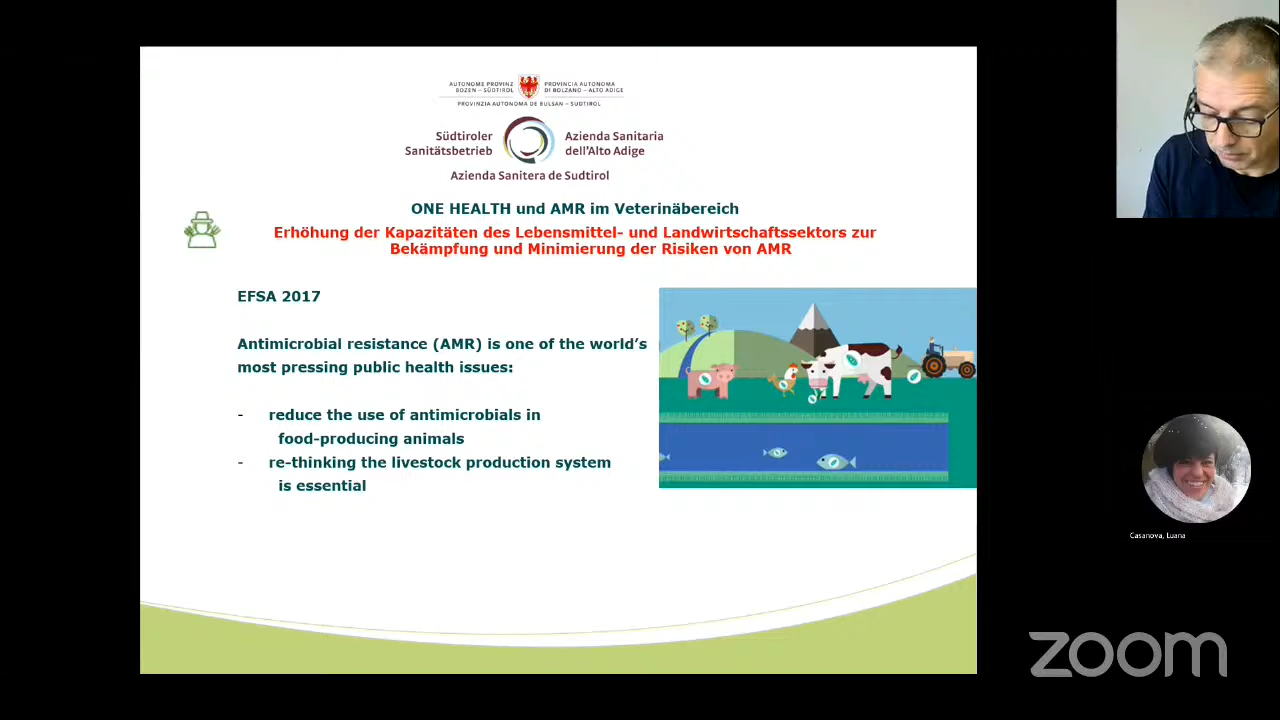 AUTONOME PROVINZ
BOZEN – SÜDTIROL
PROVINCIA AUTONOMA
DI BOLZANO – ALTO ADIGE
PROVINZIA AUTONOMA DE BULSAN – SÜDTIROL
Südtiroler
Sanitätsbetrieb
Azienda Sanitaria
dell'Alto Adige
Azienda Sanitera de Sudtirol
ONE HEALTH und AMR im Veterinäbereich
Erhöhung der Kapazitäten des Lebensmittel- und Landwirtschaftssektors zur
Bekämpfung und Minimierung der Risiken von AMR
EFSA 2017
Antimicrobial resistance (AMR) is one of the world's
most pressing public health issues:
- reduce the use of antimicrobials in
food-producing animals
- re-thinking the livestock production system
is essential
Casanova, Luana
zoom